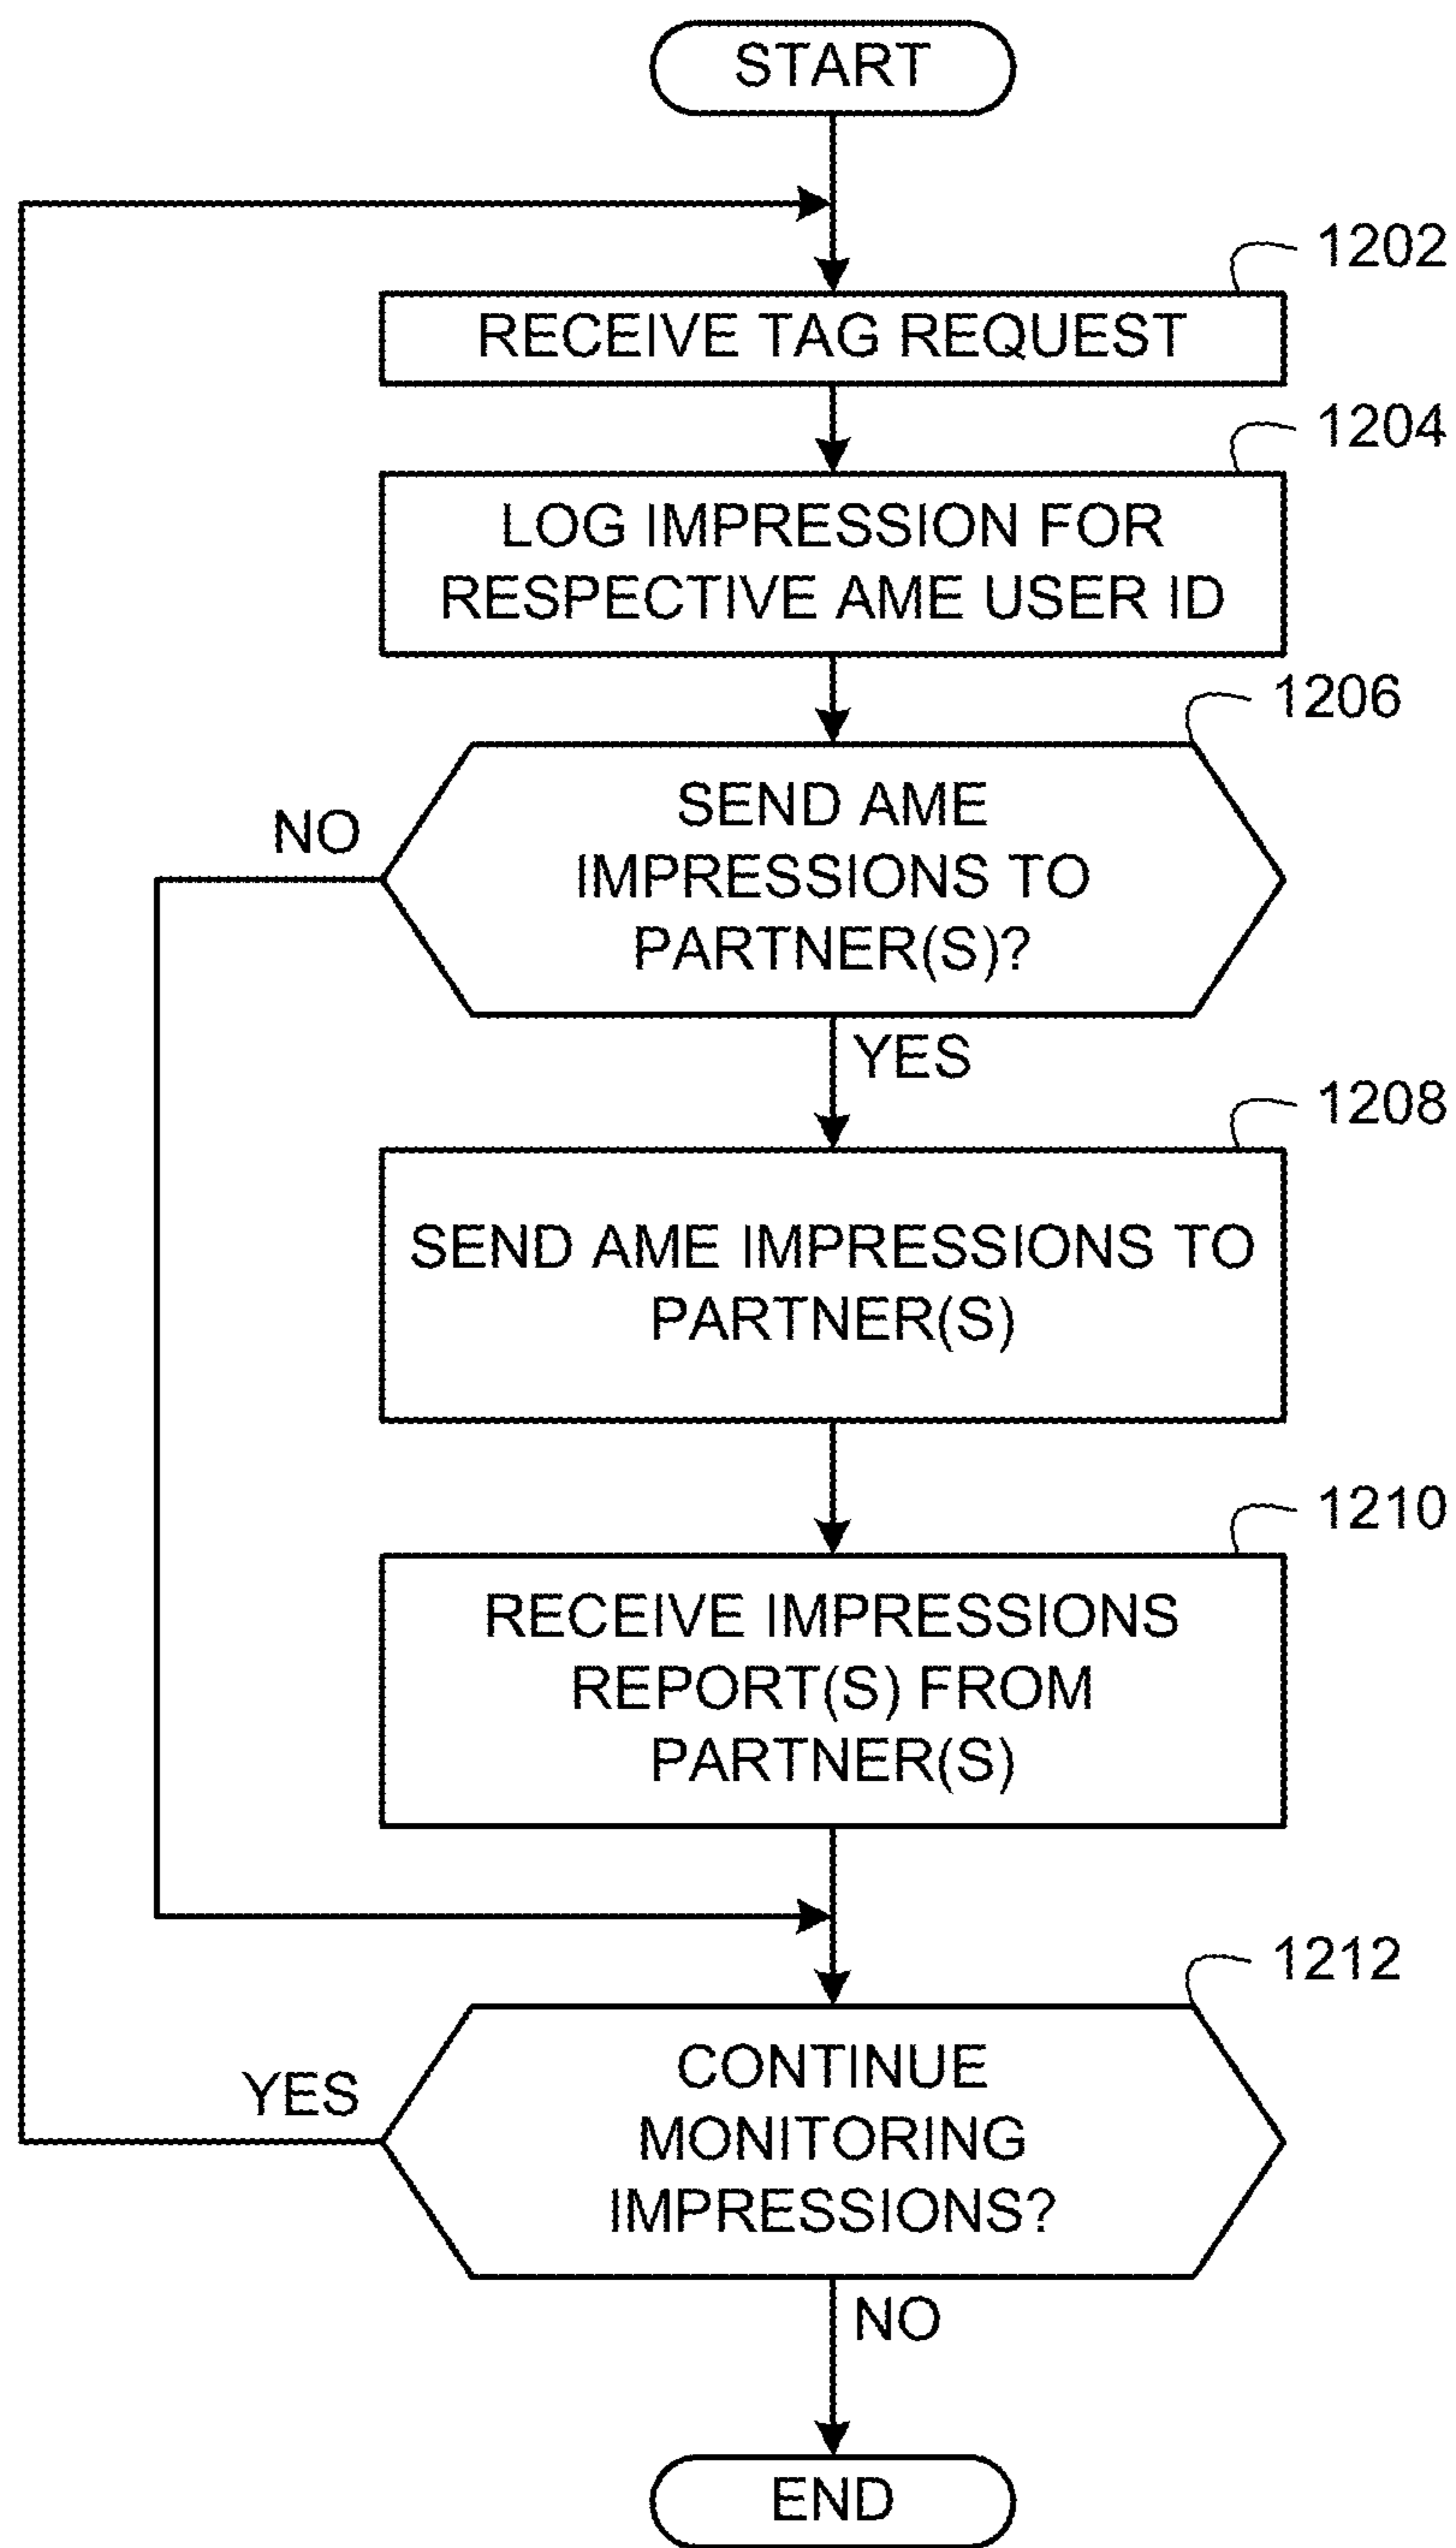 START
1202
RECEIVE TAG REQUEST
1204
LOG IMPRESSION FOR
RESPECTIVE AME USER ID
1206
SEND AME
IMPRESSIONS TO
PARTNER(S)?
NO
YES
1208
SEND AME IMPRESSIONS TO
PARTNER(S)
1210
RECEIVE IMPRESSIONS
REPORT(S) FROM
PARTNER(S)
1212
CONTINUE
MONITORING
IMPRESSIONS?
YES
NO
END